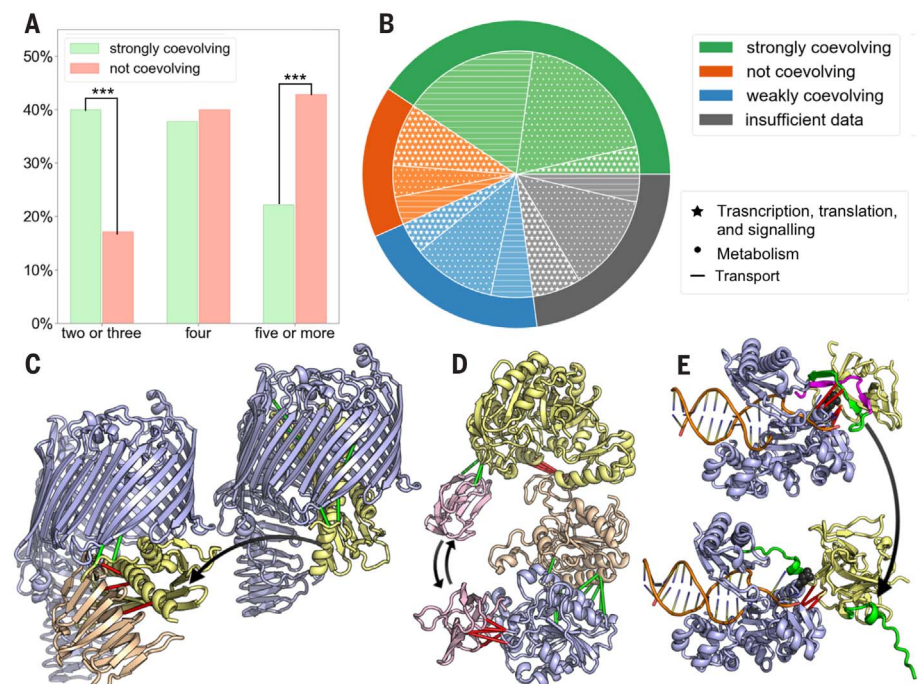 A
50%
40%
30%
20%
10%
0%
strongly coevolving
not coevolving
***
***
two or three
four
five or more
B
strongly coevolving
not coevolving
weakly coevolving
insufficient data
Trasncription, translation,
and signalling
Metabolism
Transport
C
D
E